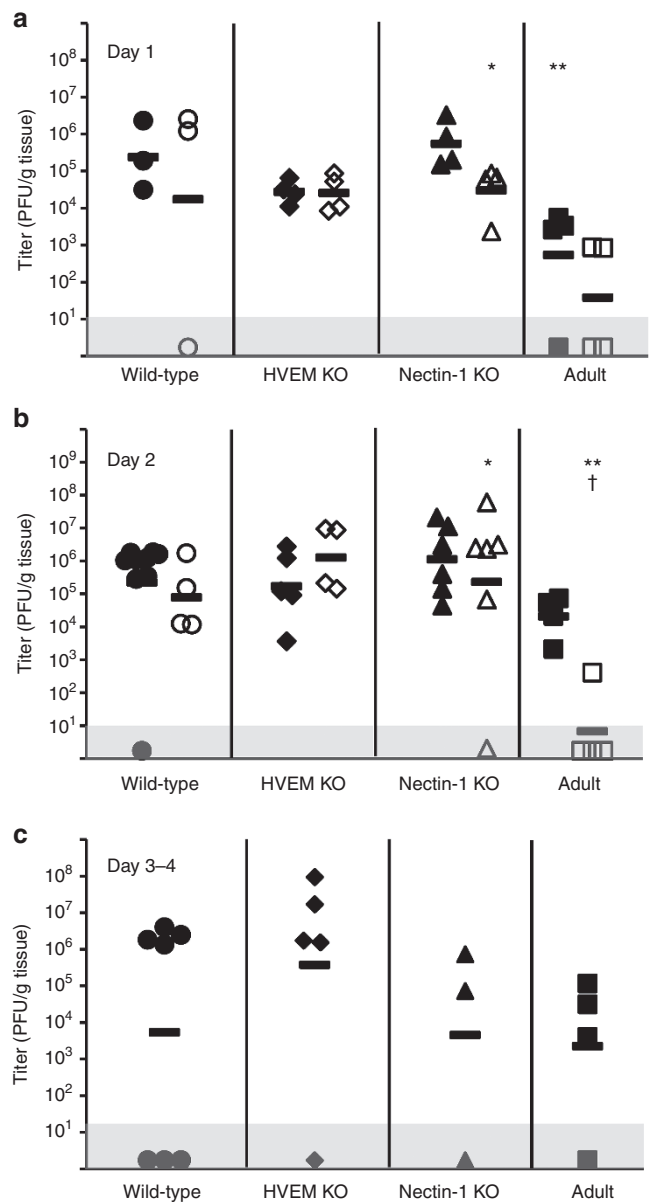 a
Day 1
*
**
10⁸
10⁷
10⁶
10⁵
10⁴
10³
10²
10¹
Titer (PFU/g tissue)
Wild-type HVEM KO Nectin-1 KO Adult
b
Day 2
*
**
†
10⁹
10⁸
10⁷
10⁶
10⁵
10⁴
10³
10²
10¹
Titer (PFU/g tissue)
Wild-type HVEM KO Nectin-1 KO Adult
c
Day 3–4
10⁸
10⁷
10⁶
10⁵
10⁴
10³
10²
10¹
Titer (PFU/g tissue)
Wild-type HVEM KO Nectin-1 KO Adult